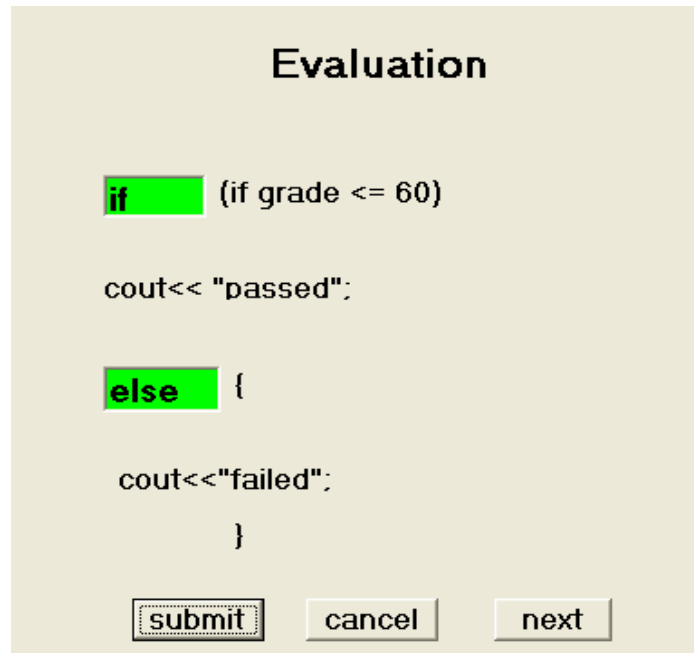 Evaluation
if (if grade <= 60)
cout<< "passed";
else {
cout<<"failed";
}
submit cancel next